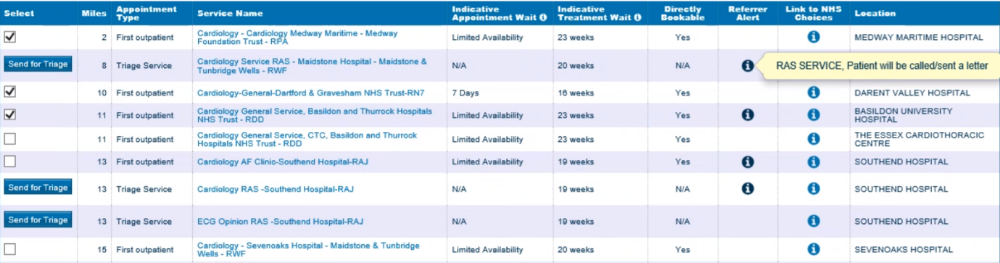 Select Miles Appointment Type Service Name Indicative Appointment Wait Indicative Treatment Wait Directly Bookable Referrer Alert Link to NHS Choices Location
2 First outpatient Cardiology - Cardiology Medway Maritime - Medway Foundation Trust - RPA Limited Availability 23 weeks Yes MEDWAY MARITIME HOSPITAL
Send for Triage 8 Triage Service Cardiology Service RAS - Maidstone Hospital - Maidstone & Tunbridge Wells - RWF N/A 20 weeks N/A RAS SERVICE, Patient will be called/sent a letter
10 First outpatient Cardiology-General-Dartford & Gravesham NHS Trust-RN7 7 Days 16 weeks Yes DARENT VALLEY HOSPITAL
11 First outpatient Cardiology General Service, Basildon and Thurrock Hospitals NHS Trust - RDD Limited Availability 23 weeks Yes BASILDON UNIVERSITY HOSPITAL
11 First outpatient Cardiology General Service, CTC, Basildon and Thurrock Hospitals NHS Trust - RDD Limited Availability 23 weeks Yes THE ESSEX CARDIOTHORACIC CENTRE
13 First outpatient Cardiology AF Clinic-Southend Hospital-RAJ Limited Availability 19 weeks Yes SOUTHEND HOSPITAL
Send for Triage 13 Triage Service Cardiology RAS -Southend Hospital-RAJ N/A 19 weeks N/A SOUTHEND HOSPITAL
Send for Triage 13 Triage Service ECG Opinion RAS -Southend Hospital-RAJ N/A 19 weeks N/A SOUTHEND HOSPITAL
15 First outpatient Cardiology - Sevenoaks Hospital - Maidstone & Tunbridge Wells - RWF Limited Availability 20 weeks Yes SEVENOAKS HOSPITAL